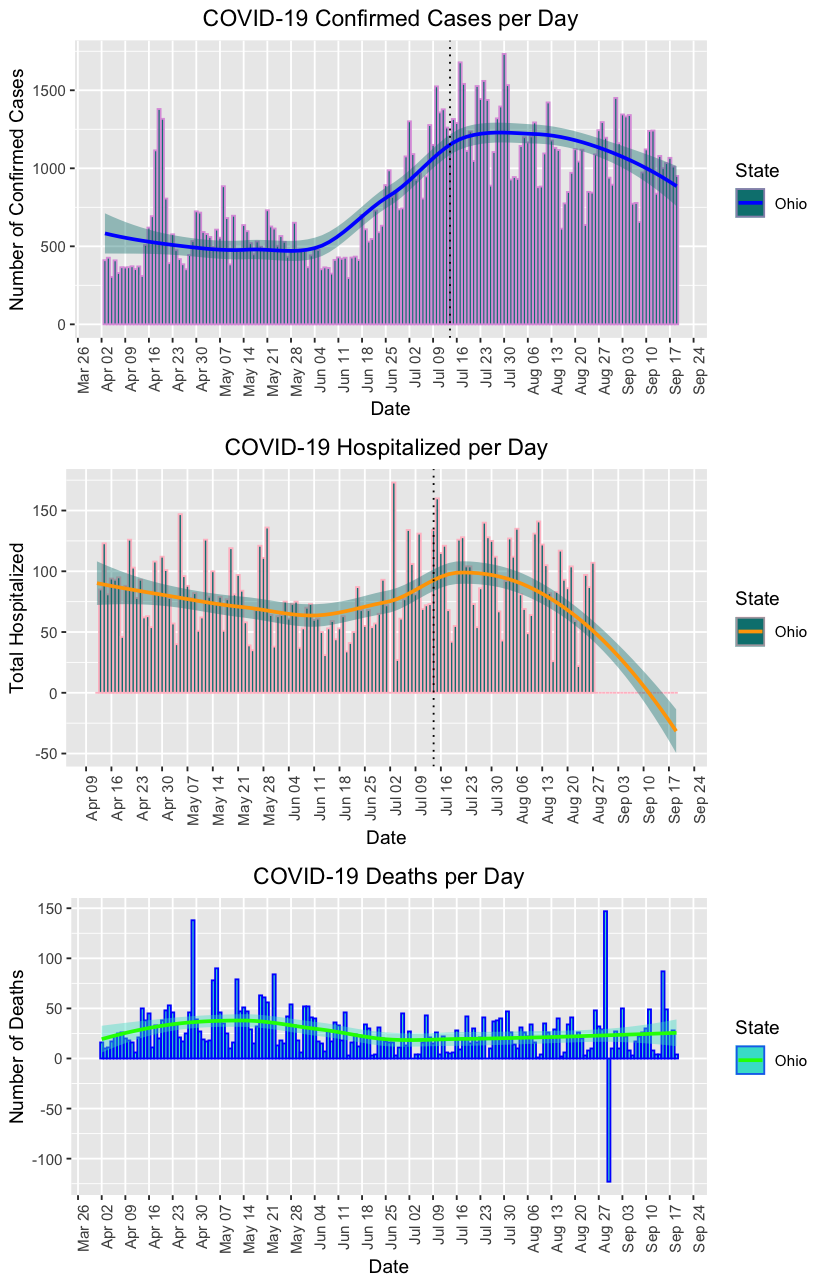 COVID-19 Confirmed Cases per Day
Number of Confirmed Cases
1500
1000
500
0
Mar 26
Apr 02
Apr 09
Apr 16
Apr 23
Apr 30
May 07
May 14
May 21
May 28
Jun 04
Jun 11
Jun 18
Jun 25
Jul 02
Jul 09
Jul 16
Jul 23
Jul 30
Aug 06
Aug 13
Aug 20
Aug 27
Sep 03
Sep 10
Sep 17
Sep 24
Date
State
Ohio
COVID-19 Hospitalized per Day
Total Hospitalized
150
100
50
0
-50
Apr 09
Apr 16
Apr 23
Apr 30
May 07
May 14
May 21
May 28
Jun 04
Jun 11
Jun 18
Jun 25
Jul 02
Jul 09
Jul 16
Jul 23
Jul 30
Aug 06
Aug 13
Aug 20
Aug 27
Sep 03
Sep 10
Sep 17
Sep 24
Date
State
Ohio
COVID-19 Deaths per Day
Number of Deaths
150
100
50
0
-50
-100
Mar 26
Apr 02
Apr 09
Apr 16
Apr 23
Apr 30
May 07
May 14
May 21
May 28
Jun 04
Jun 11
Jun 18
Jun 25
Jul 02
Jul 09
Jul 16
Jul 23
Jul 30
Aug 06
Aug 13
Aug 20
Aug 27
Sep 03
Sep 10
Sep 17
Sep 24
Date
State
Ohio